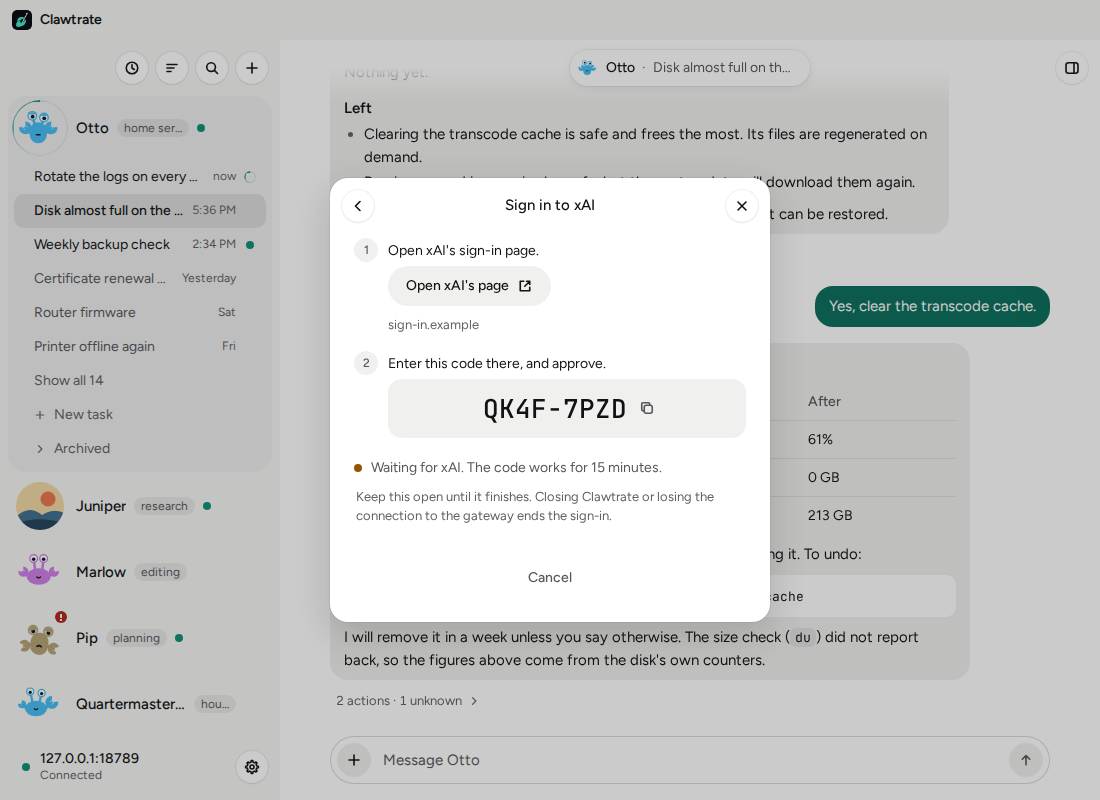 Clawtrate
Otto
home ser…
Rotate the logs on every …
now
Disk almost full on the …
5:36 PM
Weekly backup check
2:34 PM
Certificate renewal …
Yesterday
Router firmware
Sat
Printer offline again
Fri
Show all 14
New task
Archived
Juniper
research
Marlow
editing
Pip
planning
Quartermaster…
hou…
127.0.0.1:18789
Connected
Otto · Disk almost full on th…
Nothing yet.
Left
• Clearing the transcode cache is safe and frees the most. Its files are regenerated on
demand.
download them again.
t can be restored.
Yes, clear the transcode cache.
After
61%
0 GB
213 GB
ng it. To undo:
cache
I will remove it in a week unless you say otherwise. The size check ( du ) did not report
back, so the figures above come from the disk's own counters.
2 actions · 1 unknown
Message Otto
Sign in to xAI
1 Open xAI's sign-in page.
Open xAI's page
sign-in.example
2 Enter this code there, and approve.
QK4F-7PZD
Waiting for xAI. The code works for 15 minutes.
Keep this open until it finishes. Closing Clawtrate or losing the
connection to the gateway ends the sign-in.
Cancel